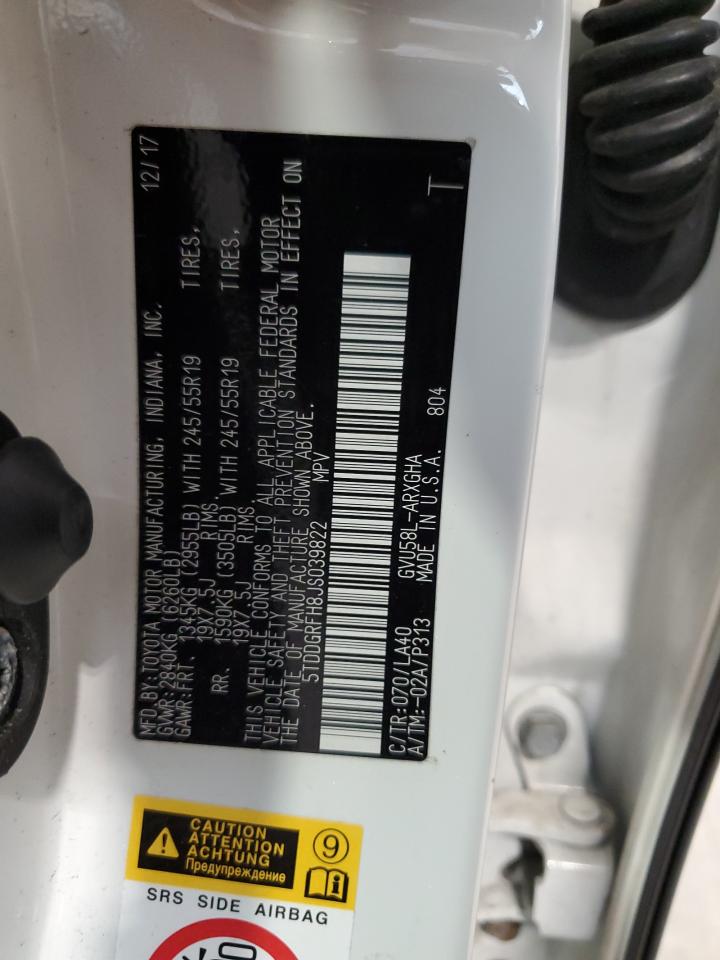 MFD.BY:TOYOTA MOTOR MANUFACTURING, INDIANA, INC. 12/17
GVWR:2840KG (6260LB)
GAWR:FRT. 1345KG (2955LB) WITH 245/55R19 TIRES,
19X7.5J RIMS,
RR. 1590KG (3505LB) WITH 245/55R19 TIRES,
19X7.5J RIMS
THIS VEHICLE CONFORMS TO ALL APPLICABLE FEDERAL MOTOR
VEHICLE SAFETY AND THEFT PREVENTION STANDARDS IN EFFECT ON
THE DATE OF MANUFACTURE SHOWN ABOVE.
5TDDGRFH8JS039822 MPV
C/TR:070/LA40 GVU58L-ARXGHA T
A/TM:-02A/P313 MADE IN U.S.A. 804
CAUTION
ATTENTION
ACHTUNG
Предупреждение
9
i
SRS SIDE AIRBAG